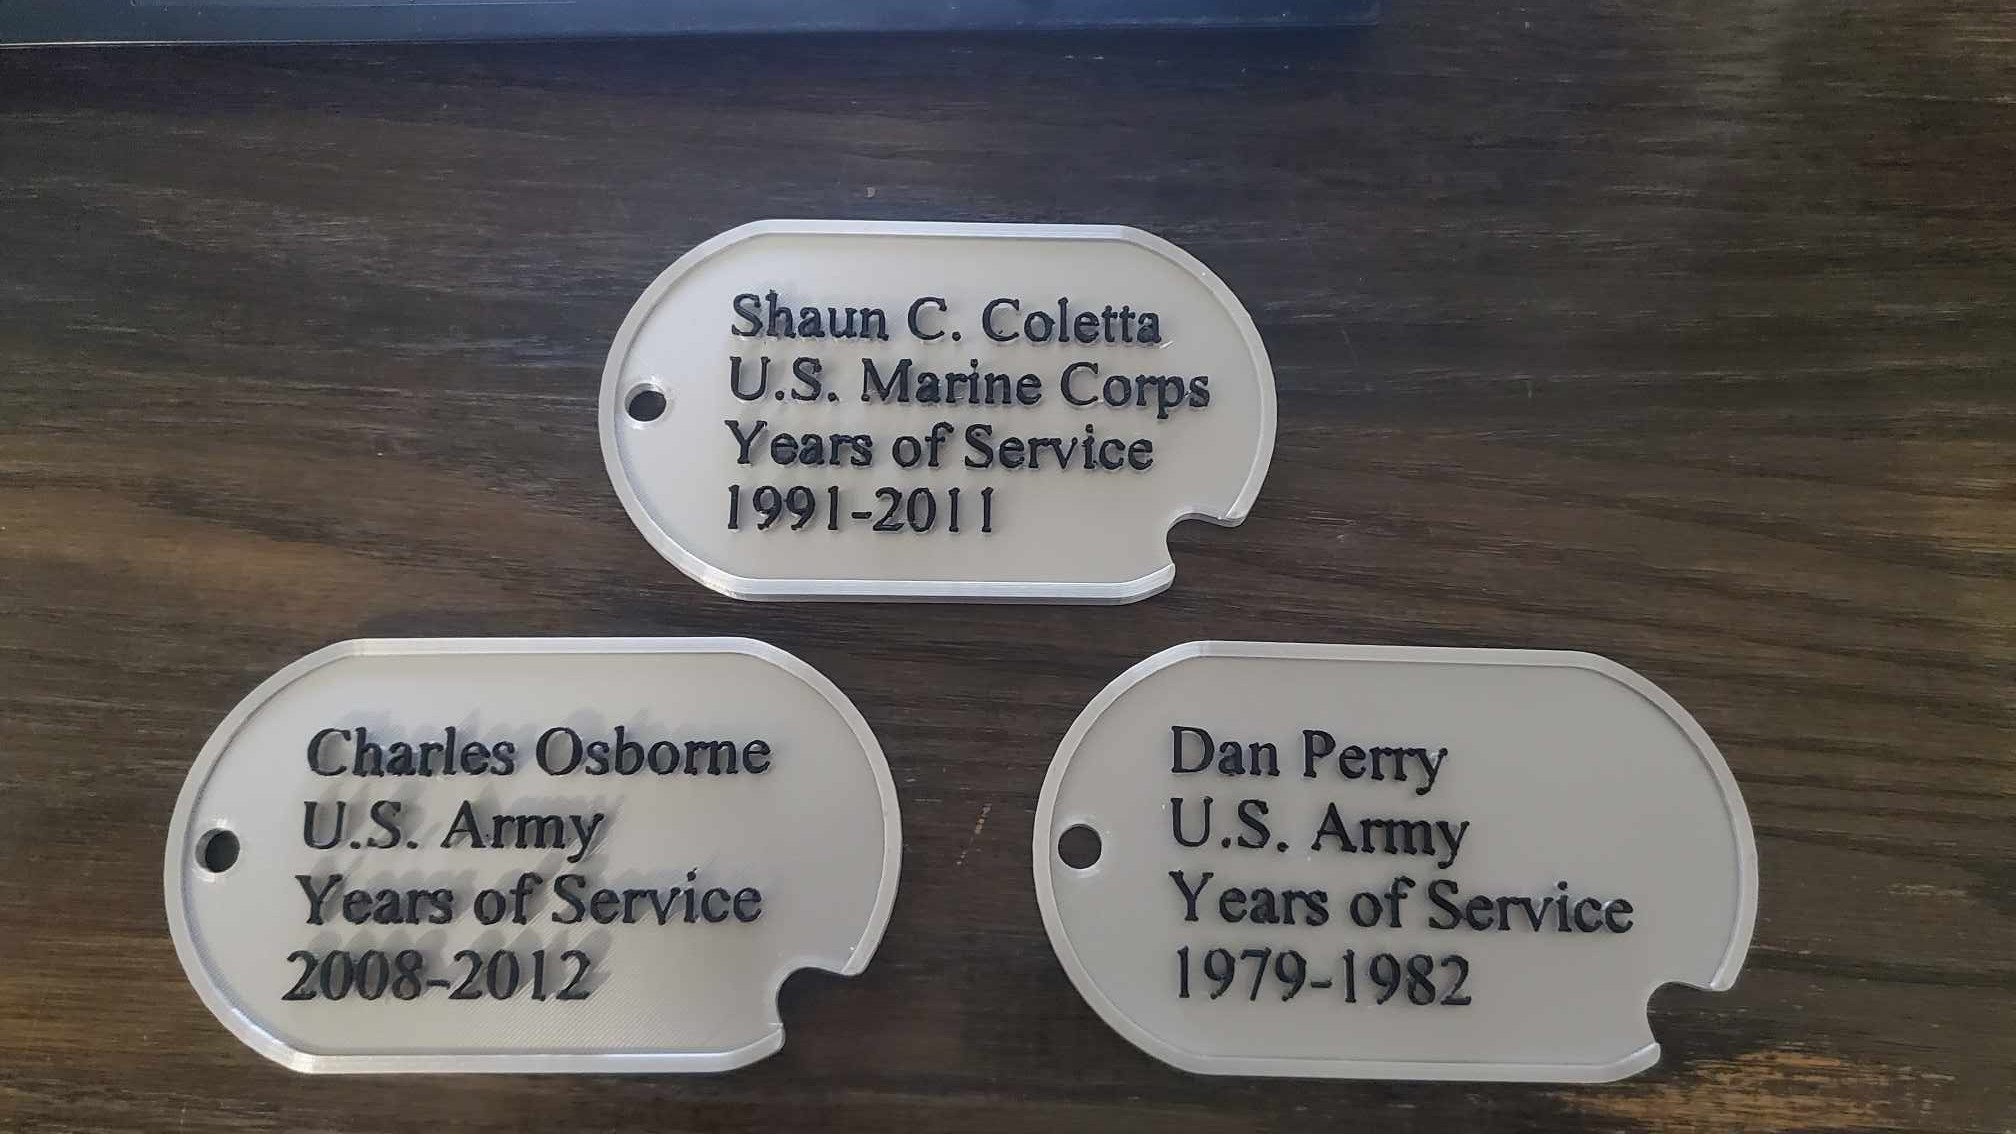 Shaun C. Coletta
U.S. Marine Corps
Years of Service
1991-2011
Charles Osborne
U.S. Army
Years of Service
2008-2012
Dan Perry
U.S. Army
Years of Service
1979-1982